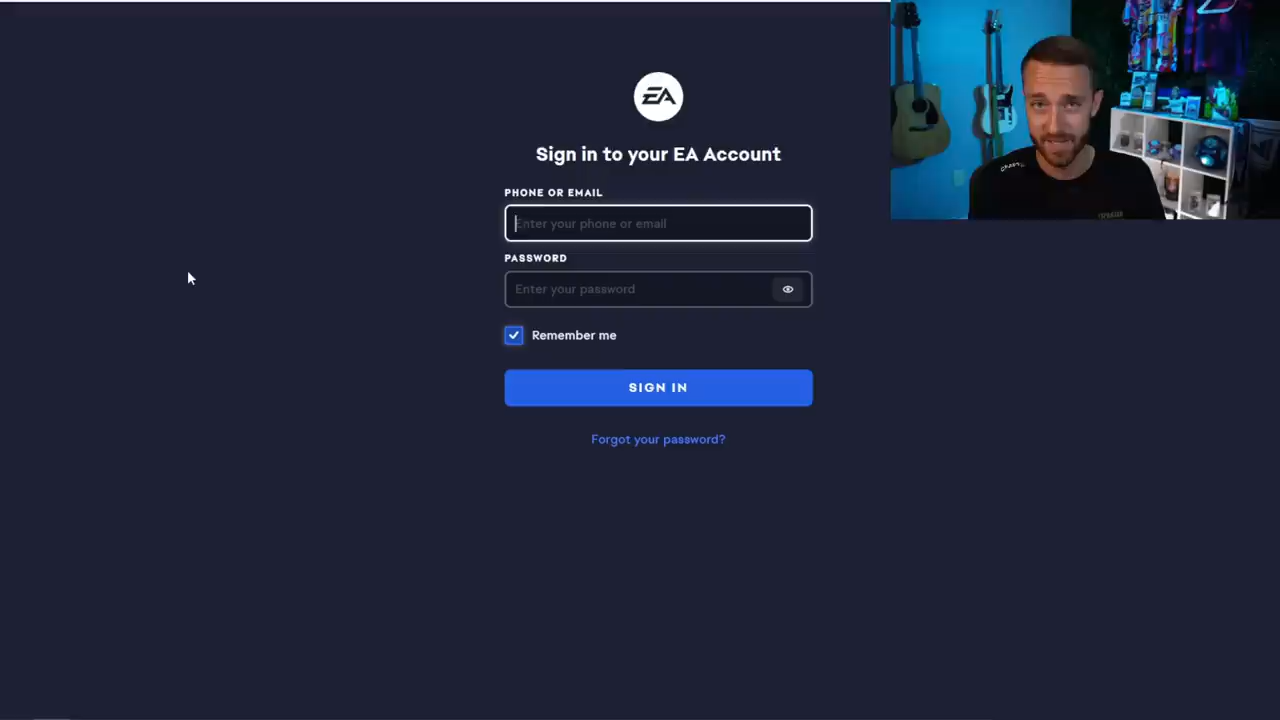 EA
Sign in to your EA Account
PHONE OR EMAIL
Enter your phone or email
PASSWORD
Enter your password
Remember me
SIGN IN
Forgot your password?